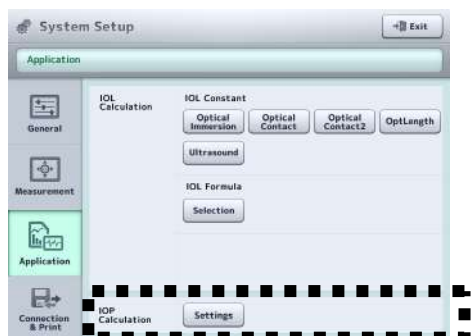 System Setup
Exit
Application
General
Measurement
Application
Connection
& Print
IOL
Calculation
IOL Constant
Optical
Immersion
Optical
Contact
Optical
Contact2
OptLength
Ultrasound
IOL Formula
Selection
IOP
Calculation
Settings